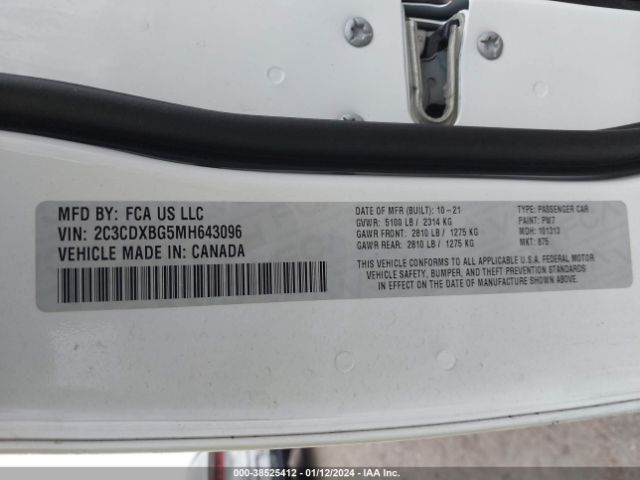 MFD BY: FCA US LLC
VIN: 2C3CDXBG5MH643096
VEHICLE MADE IN: CANADA
DATE OF MFR (BUILT): 10-21
GVWR: 5100 LB / 2314 KG
GAWR FRONT: 2810 LB / 1275 KG
GAWR REAR: 2810 LB / 1275 KG
TYPE: PASSENGER CAR
PAINT: PW7
MDH: 101313
MKT: 875
THIS VEHICLE CONFORMS TO ALL APPLICABLE U.S.A. FEDERAL MOTOR
VEHICLE SAFETY, BUMPER, AND THEFT PREVENTION STANDARDS
IN EFFECT ON THE DATE OF MANUFACTURE SHOWN ABOVE.
000-38525412 - 01/12/2024 - IAA Inc. Copyright